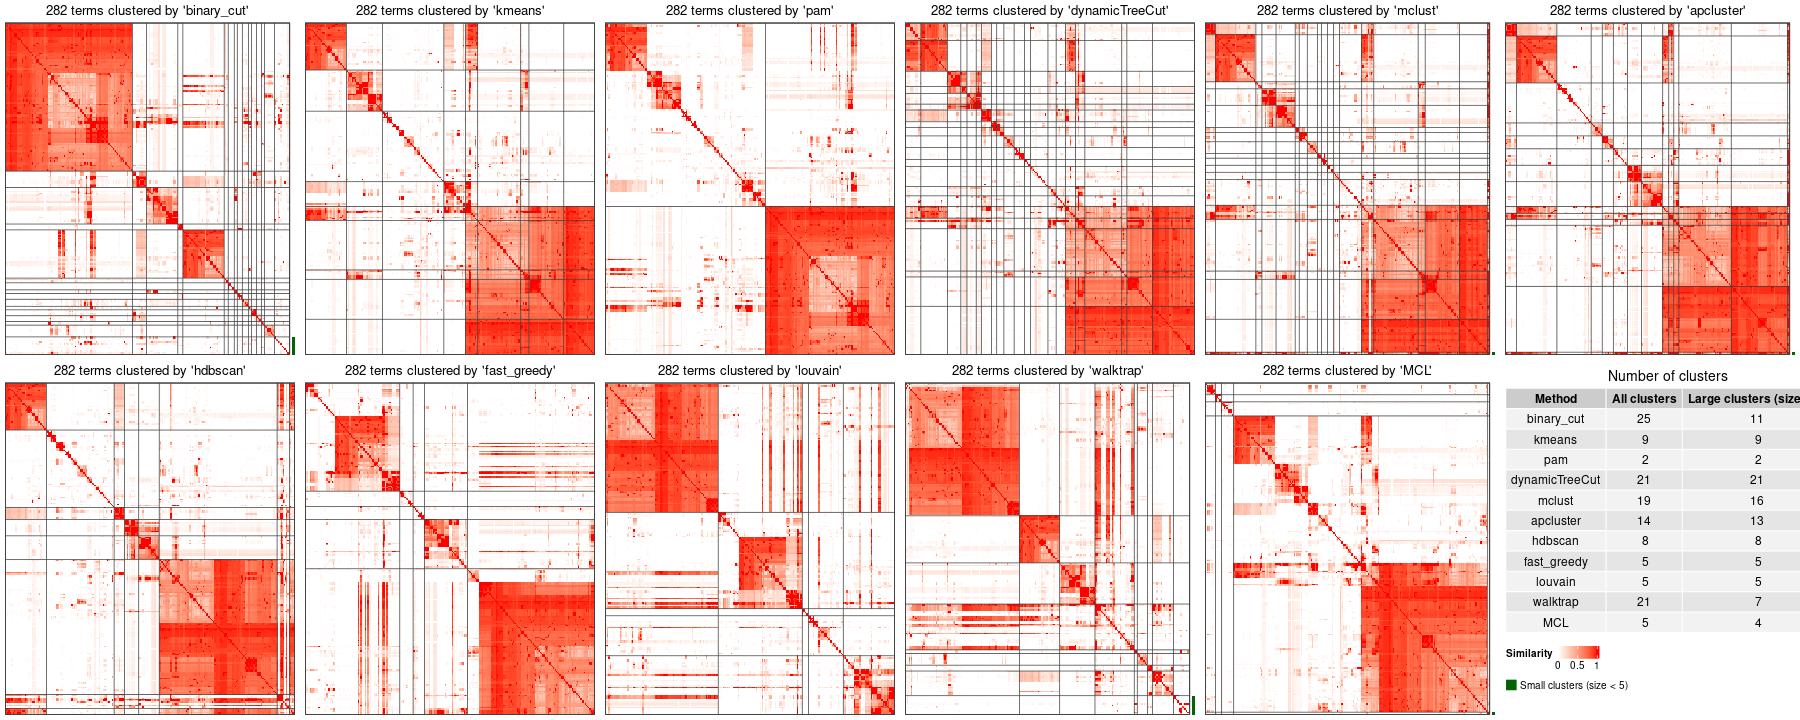 282 terms clustered by 'binary_cut'
282 terms clustered by 'kmeans'
282 terms clustered by 'pam'
282 terms clustered by 'dynamicTreeCut'
282 terms clustered by 'mclust'
282 terms clustered by 'apcluster'
282 terms clustered by 'hdbscan'
282 terms clustered by 'fast_greedy'
282 terms clustered by 'louvain'
282 terms clustered by 'walktrap'
282 terms clustered by 'MCL'
Number of clusters
Method All clusters Large clusters (size
binary_cut 25 11
kmeans 9 9
pam 2 2
dynamicTreeCut 21 21
mclust 19 16
apcluster 14 13
hdbscan 8 8
fast_greedy 5 5
louvain 5 5
walktrap 21 7
MCL 5 4
Similarity
0 0.5 1
Small clusters (size < 5)